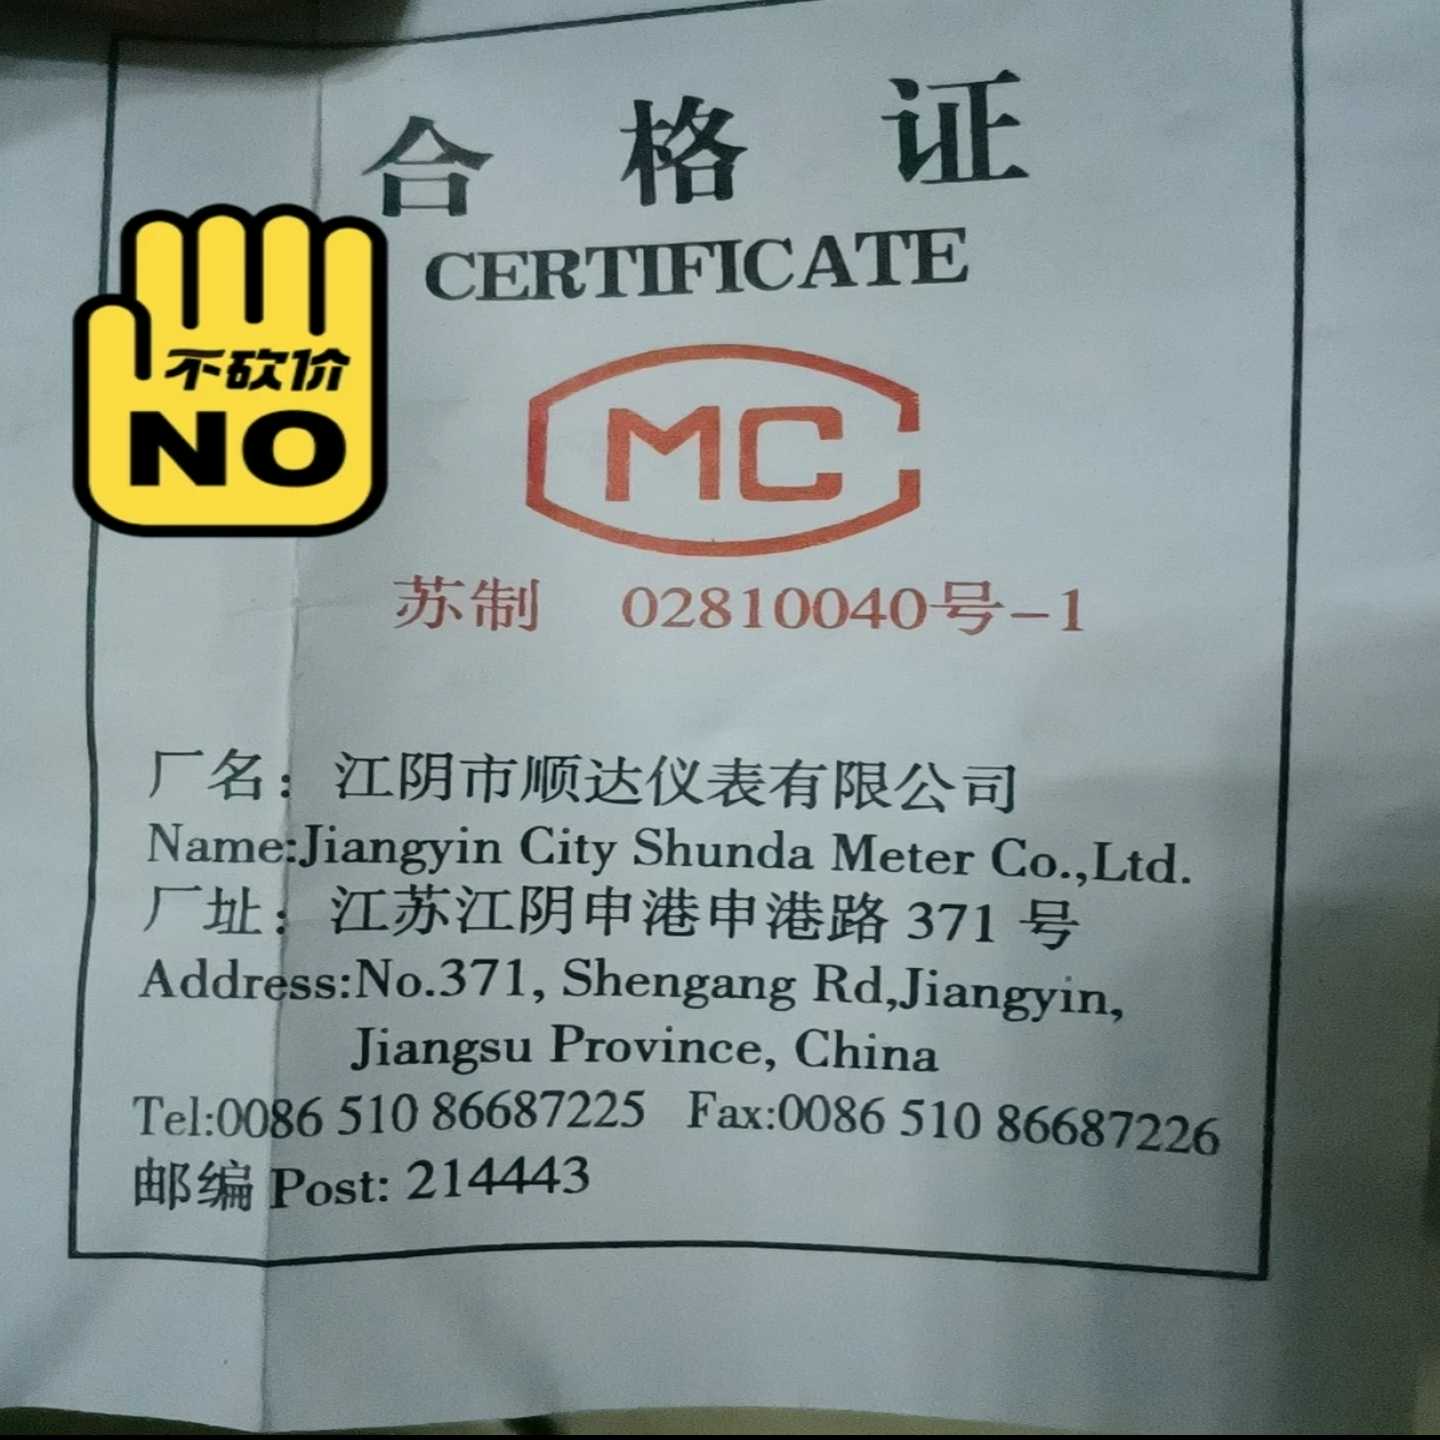 合格证
CERTIFICATE
不砍价
NO
MC
苏制 02810040号-1
厂名：江阴市顺达仪表有限公司
Name:Jiangyin City Shunda Meter Co.,Ltd.
厂址：江苏江阴申港申港路 371 号
Address:No.371, Shengang Rd,Jiangyin,
Jiangsu Province, China
Tel:0086 510 86687225 Fax:0086 510 86687226
邮编 Post: 214443